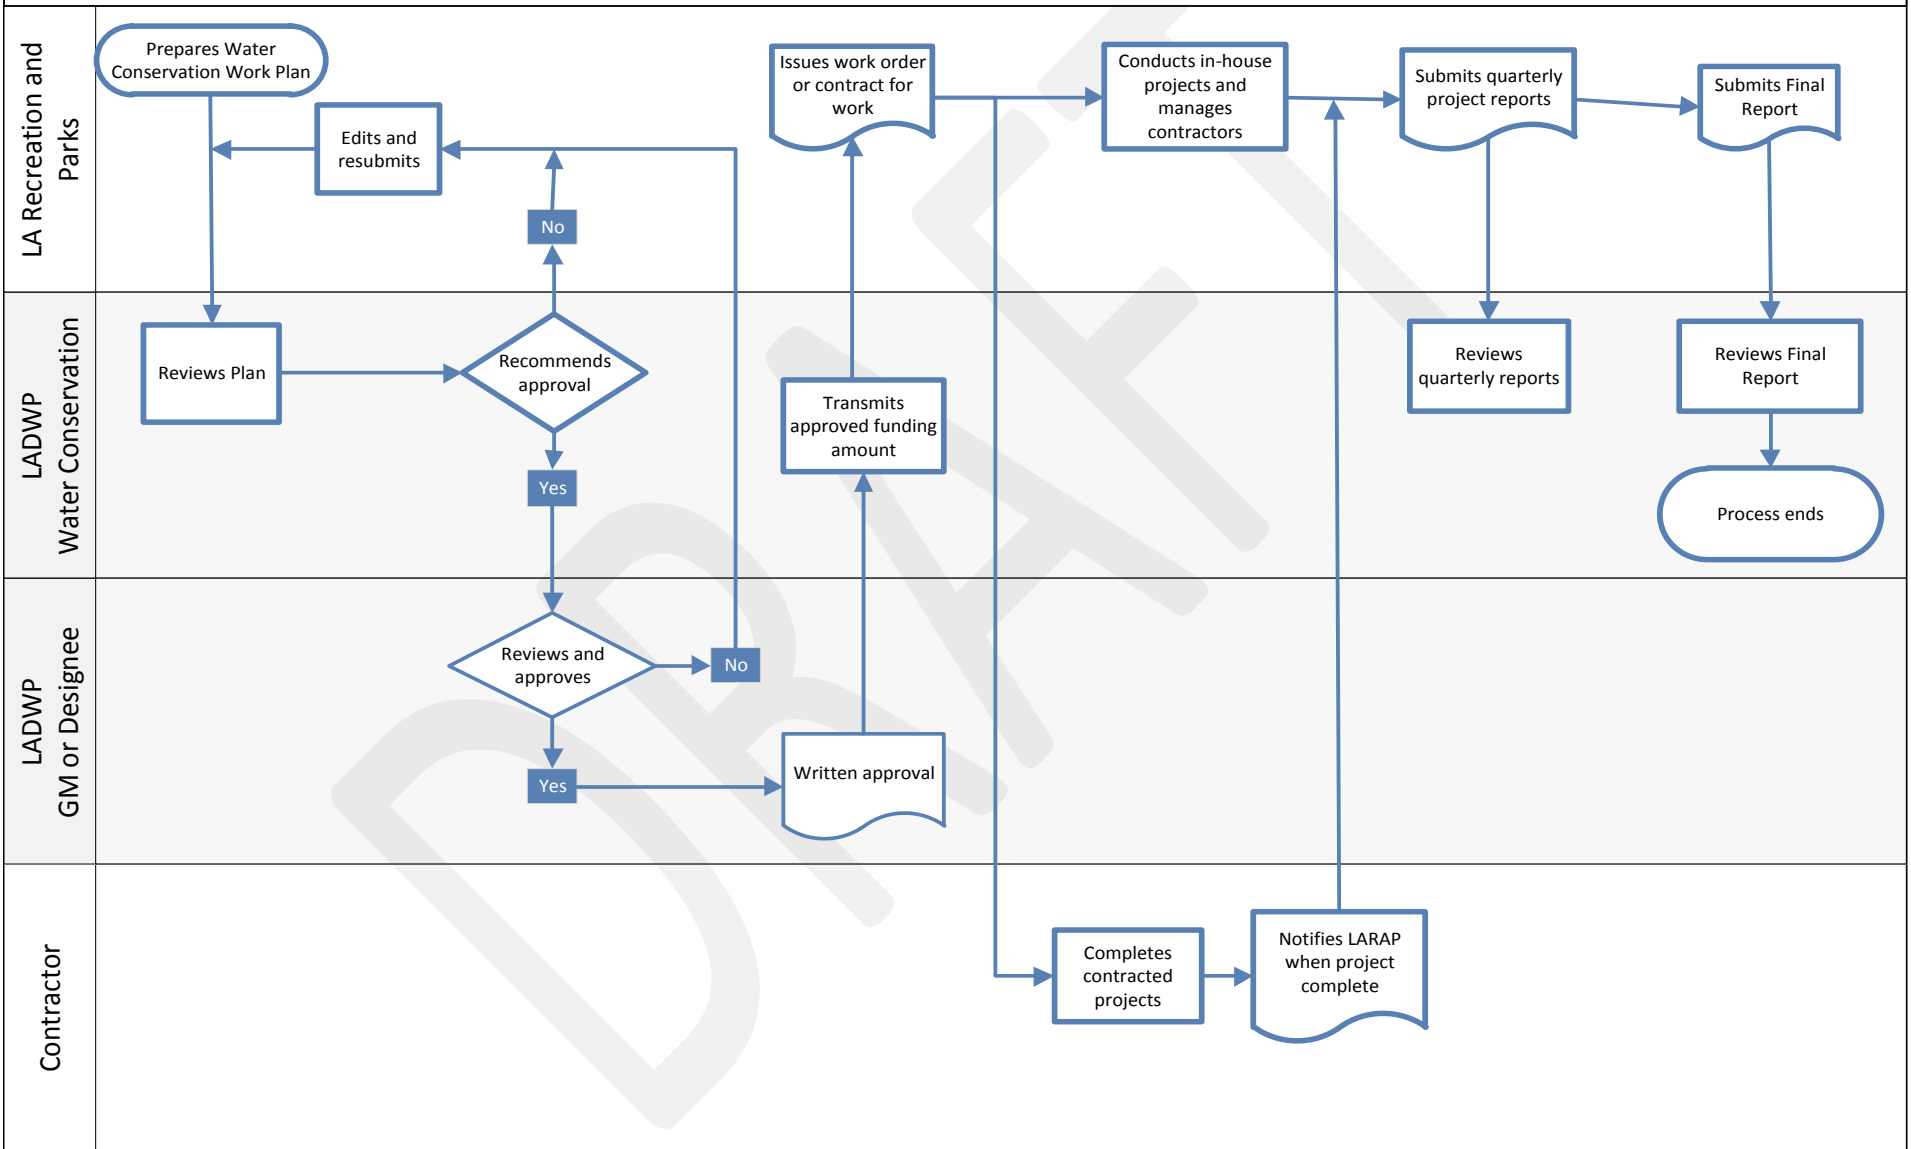 LA Recreation and
Parks
Prepares Water
Conservation Work Plan
Edits and
resubmits
No
Issues work order
or contract for
work
Conducts in-house
projects and
manages
contractors
Submits quarterly
project reports
Submits Final
Report
LADWP
Water Conservation
Reviews Plan
Recommends
approval
Yes
Transmits
approved funding
amount
Reviews
quarterly reports
Reviews Final
Report
Process ends
LADWP
GM or Designee
Reviews and
approves
No
Yes
Written approval
Contractor
Completes
contracted
projects
Notifies LARAP
when project
complete
DRAFT